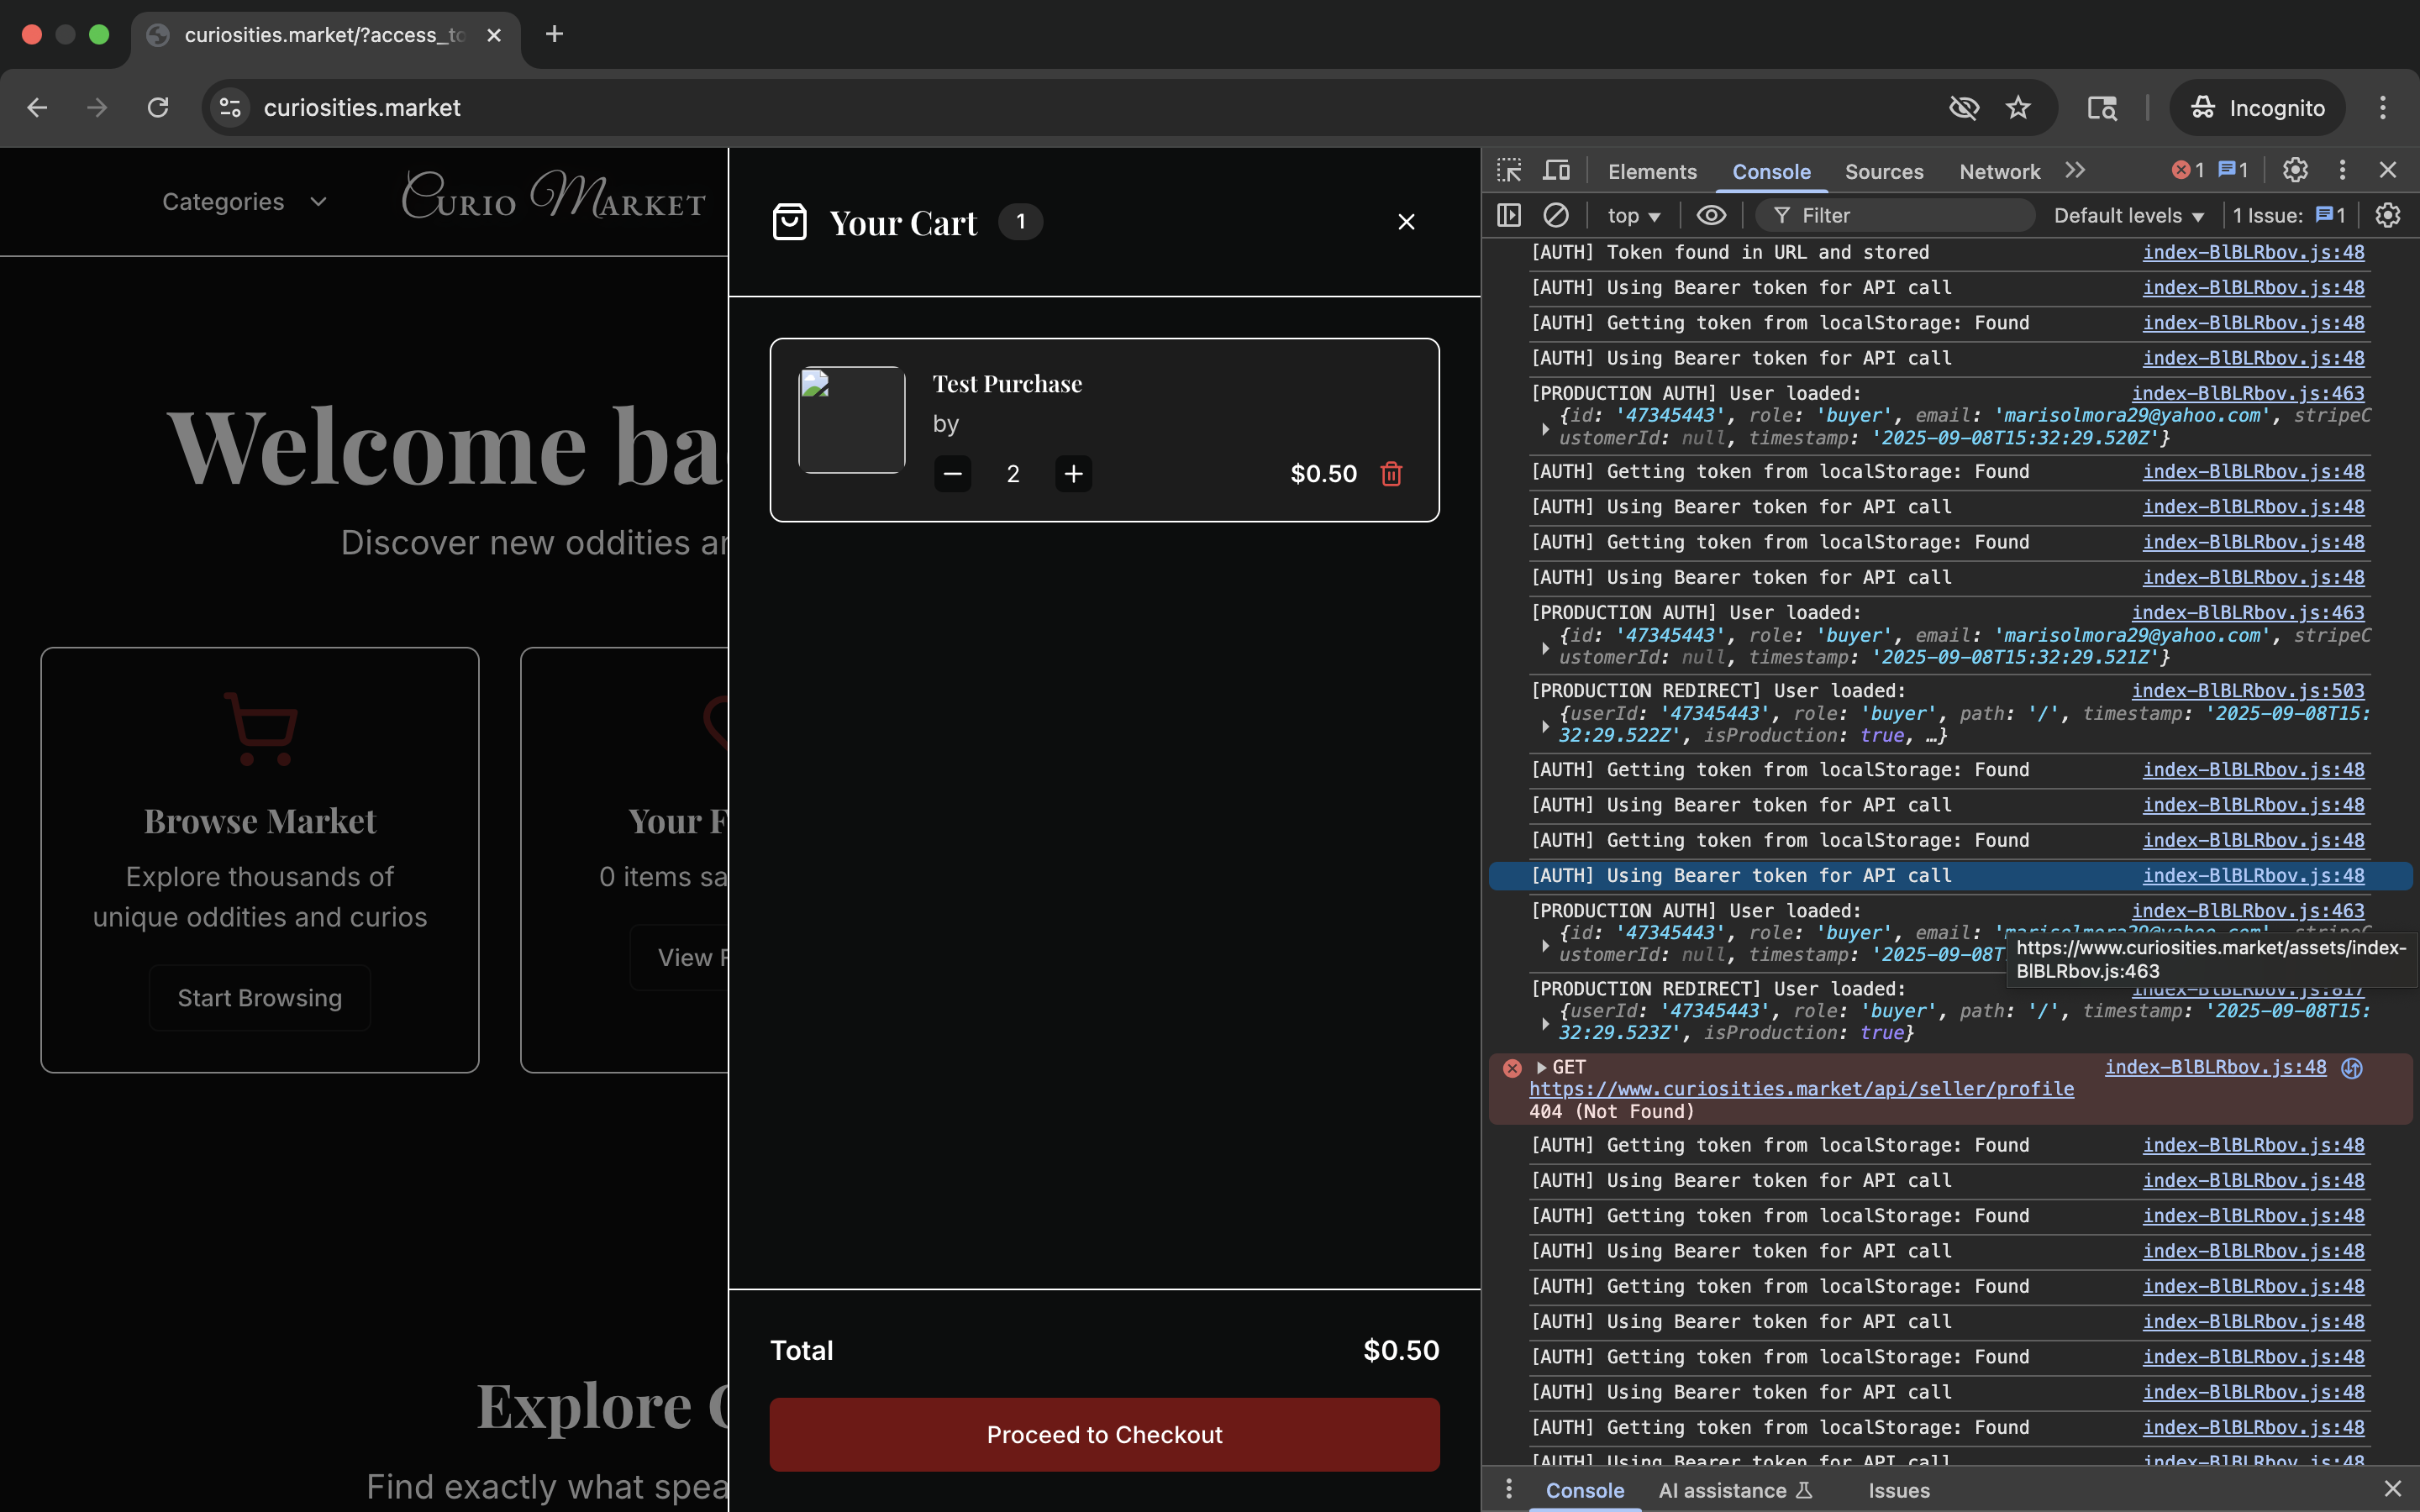 curiosities.market/?access_to
curiosities.market
Incognito
Categories
Curio Market
Welcome ba
Discover new oddities ar
Browse Market
Explore thousands of
unique oddities and curios
Start Browsing
Your F
0 items sa
View F
Explore
Find exactly what spea
Your Cart 1
Test Purchase
by
2
$0.50
Total $0.50
Proceed to Checkout
Elements Console Sources Network 1 1
top Filter Default levels 1 Issue: 1
[AUTH] Token found in URL and stored index-BlBLRbov.js:48
[AUTH] Using Bearer token for API call index-BlBLRbov.js:48
[AUTH] Getting token from localStorage: Found index-BlBLRbov.js:48
[AUTH] Using Bearer token for API call index-BlBLRbov.js:48
[PRODUCTION AUTH] User loaded: index-BlBLRbov.js:463
{id: '47345443', role: 'buyer', email: 'marisolmora29@yahoo.com', stripeC
ustomerId: null, timestamp: '2025-09-08T15:32:29.520Z'}
[AUTH] Getting token from localStorage: Found index-BlBLRbov.js:48
[AUTH] Using Bearer token for API call index-BlBLRbov.js:48
[AUTH] Getting token from localStorage: Found index-BlBLRbov.js:48
[AUTH] Using Bearer token for API call index-BlBLRbov.js:48
[PRODUCTION AUTH] User loaded: index-BlBLRbov.js:463
{id: '47345443', role: 'buyer', email: 'marisolmora29@yahoo.com', stripeC
ustomerId: null, timestamp: '2025-09-08T15:32:29.521Z'}
[PRODUCTION REDIRECT] User loaded: index-BlBLRbov.js:503
{userId: '47345443', role: 'buyer', path: '/', timestamp: '2025-09-08T15:
32:29.522Z', isProduction: true, …}
[AUTH] Getting token from localStorage: Found index-BlBLRbov.js:48
[AUTH] Using Bearer token for API call index-BlBLRbov.js:48
[AUTH] Getting token from localStorage: Found index-BlBLRbov.js:48
[AUTH] Using Bearer token for API call index-BlBLRbov.js:48
[PRODUCTION AUTH] User loaded: index-BlBLRbov.js:463
{id: '47345443', role: 'buyer', email: 'marisolmora29@yahoo.com', stripeC
ustomerId: null, timestamp: '2025-09-08T
https://www.curiosities.market/assets/index-
BlBLRbov.js:463
[PRODUCTION REDIRECT] User loaded: index-BlBLRbov.js:817
{userId: '47345443', role: 'buyer', path: '/', timestamp: '2025-09-08T15:
32:29.523Z', isProduction: true}
GET index-BlBLRbov.js:48
https://www.curiosities.market/api/seller/profile
404 (Not Found)
[AUTH] Getting token from localStorage: Found index-BlBLRbov.js:48
[AUTH] Using Bearer token for API call index-BlBLRbov.js:48
[AUTH] Getting token from localStorage: Found index-BlBLRbov.js:48
[AUTH] Using Bearer token for API call index-BlBLRbov.js:48
[AUTH] Getting token from localStorage: Found index-BlBLRbov.js:48
[AUTH] Using Bearer token for API call index-BlBLRbov.js:48
[AUTH] Getting token from localStorage: Found index-BlBLRbov.js:48
[AUTH] Using Bearer token for API call index-BlBLRbov.js:48
[AUTH] Getting token from localStorage: Found index-BlBLRbov.js:48
[AUTH] Using Bearer token for API call index-BlBLRbov.js:48
Console AI assistance Issues